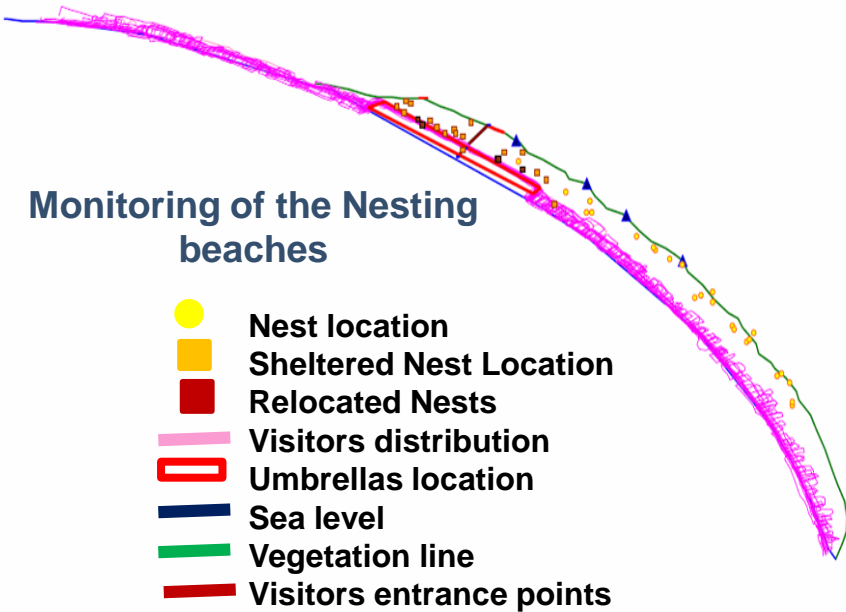 Monitoring of the Nesting
beaches
Nest location
Sheltered Nest Location
Relocated Nests
Visitors distribution
Umbrellas location
Sea level
Vegetation line
Visitors entrance points